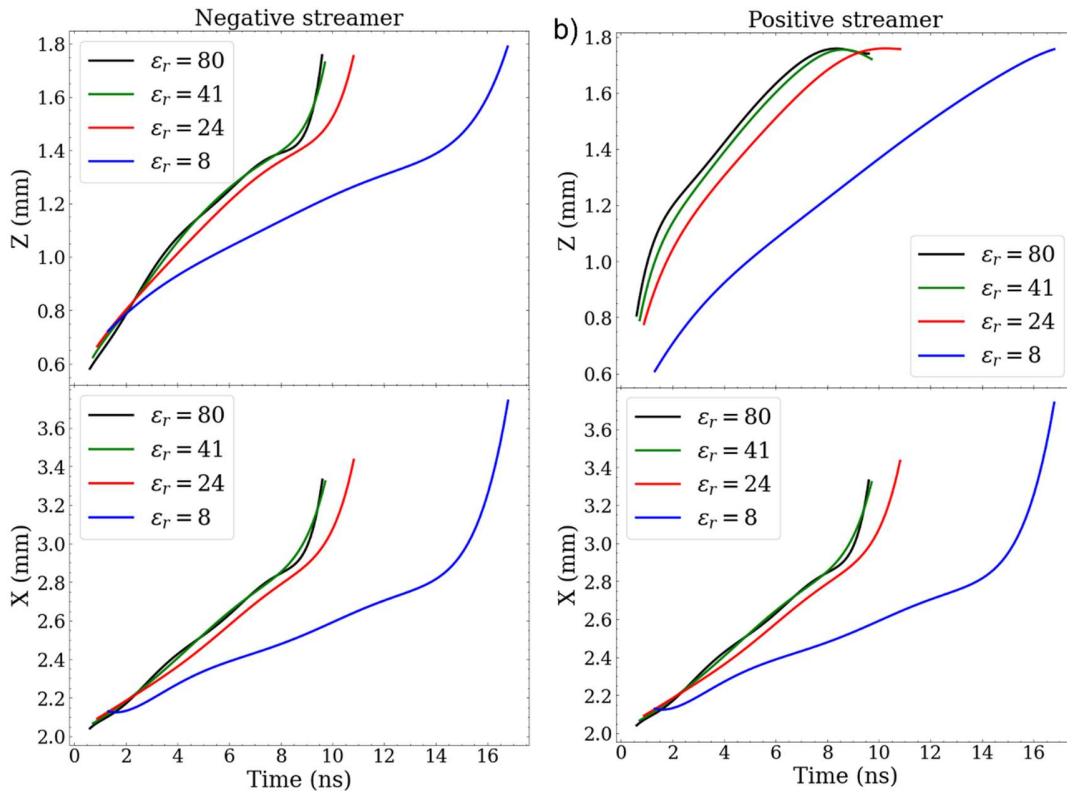 Negative streamer
εr = 80
εr = 41
εr = 24
εr = 8
Z (mm)
1.8
1.6
1.4
1.2
1.0
0.8
0.6
εr = 80
εr = 41
εr = 24
εr = 8
X (mm)
3.6
3.4
3.2
3.0
2.8
2.6
2.4
2.2
2.0
0 2 4 6 8 10 12 14 16
Time (ns)
b)
Positive streamer
1.8
1.6
1.4
1.2
1.0
0.8
0.6
Z (mm)
εr = 80
εr = 41
εr = 24
εr = 8
εr = 80
εr = 41
εr = 24
εr = 8
X (mm)
3.6
3.4
3.2
3.0
2.8
2.6
2.4
2.2
2.0
0 2 4 6 8 10 12 14 16
Time (ns)